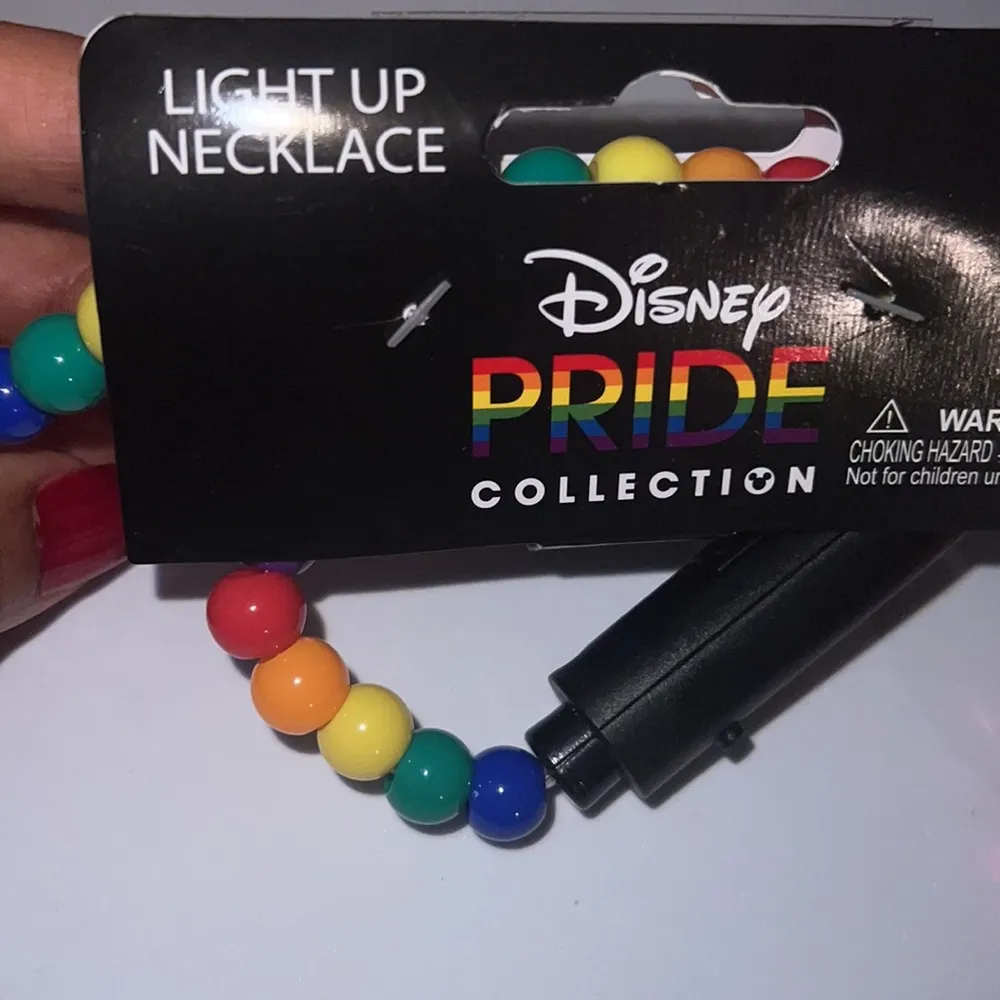 LIGHT UP
NECKLACE
Disney
PRIDE
COLLECTION
CHOKING HAZARD
Not for children